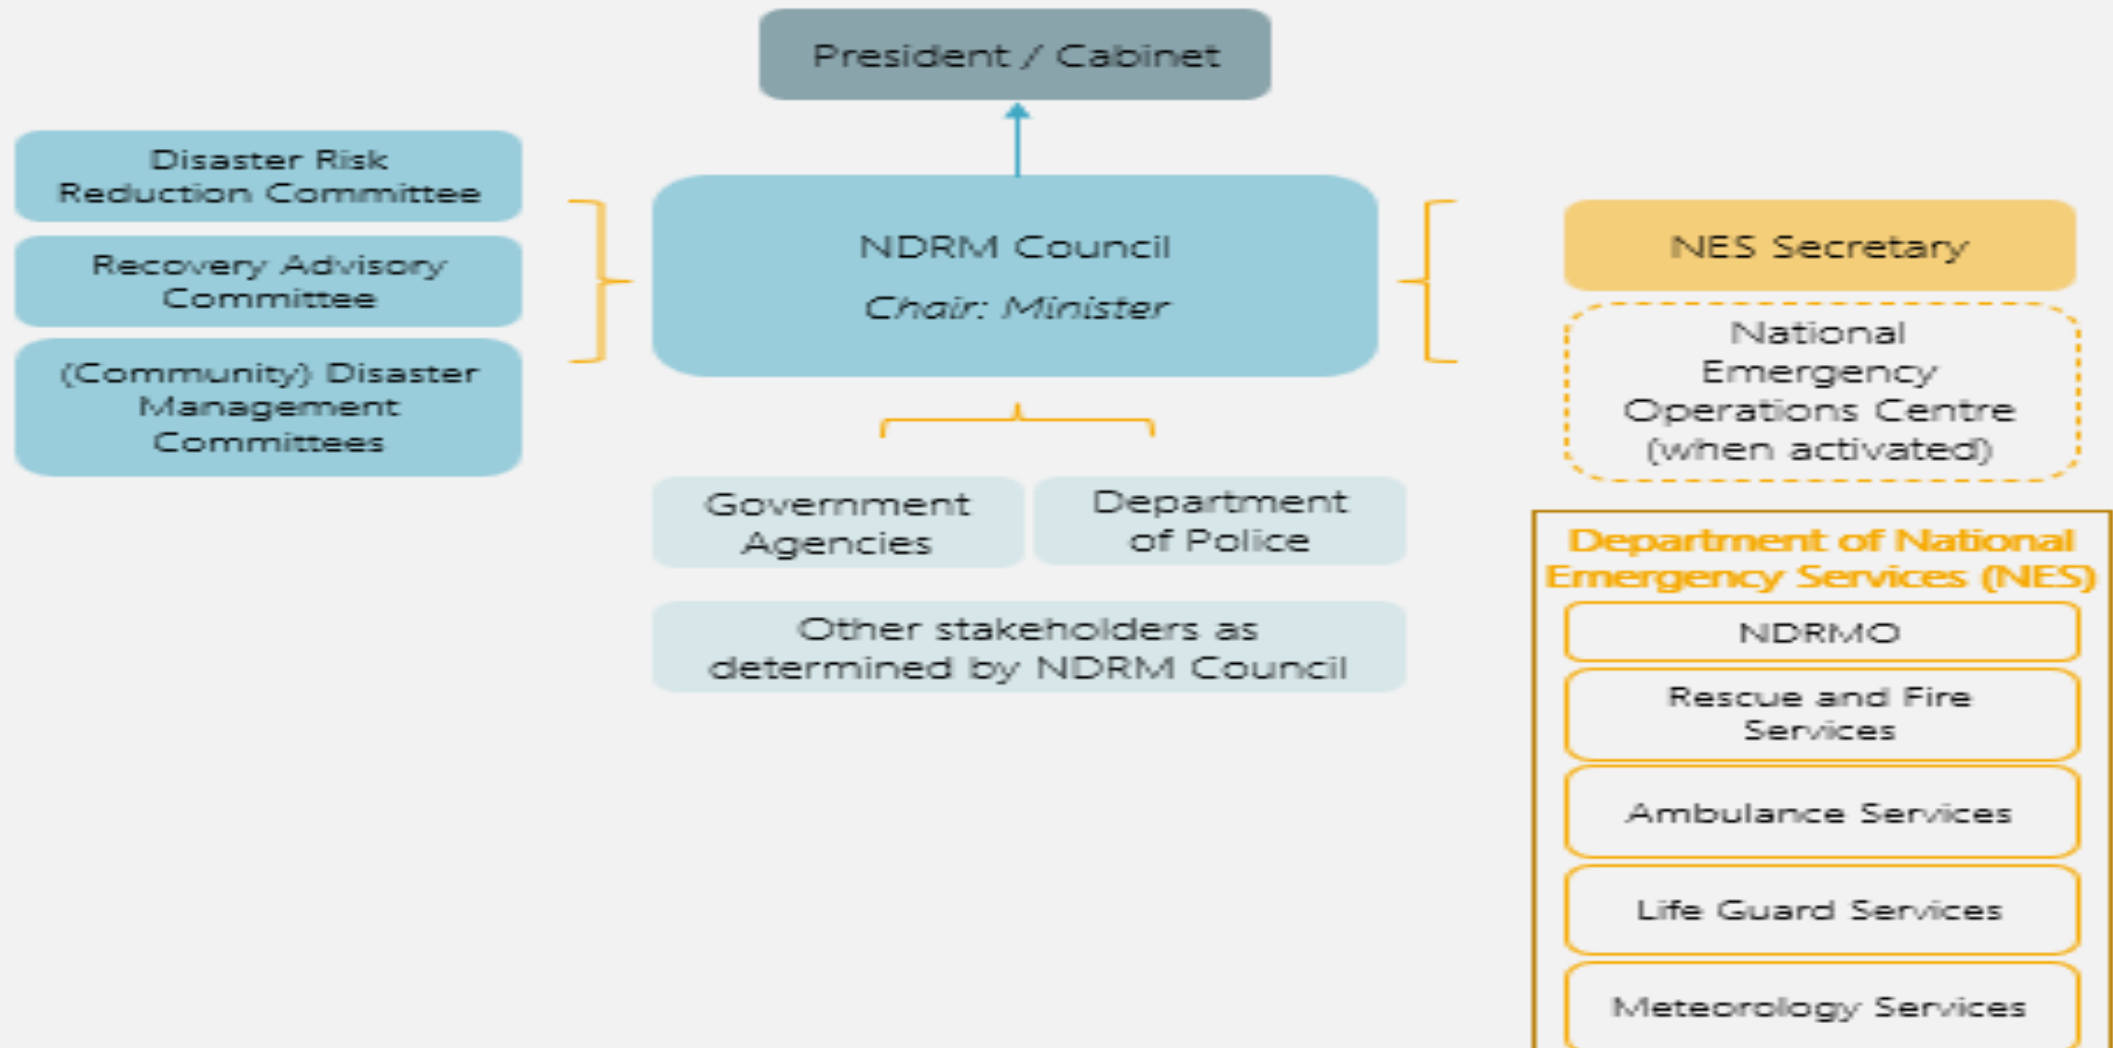 President / Cabinet
Disaster Risk
Reduction Committee
Recovery Advisory
Committee
(Community) Disaster
Management
Committees
NDRM Council
Chair: Minister
NES Secretary
National
Emergency
Operations Centre
(when activated)
Government
Agencies
Department
of Police
Other stakeholders as
determined by NDRM Council
Department of National
Emergency Services (NES)
NDRMO
Rescue and Fire
Services
Ambulance Services
Life Guard Services
Meteorology Services